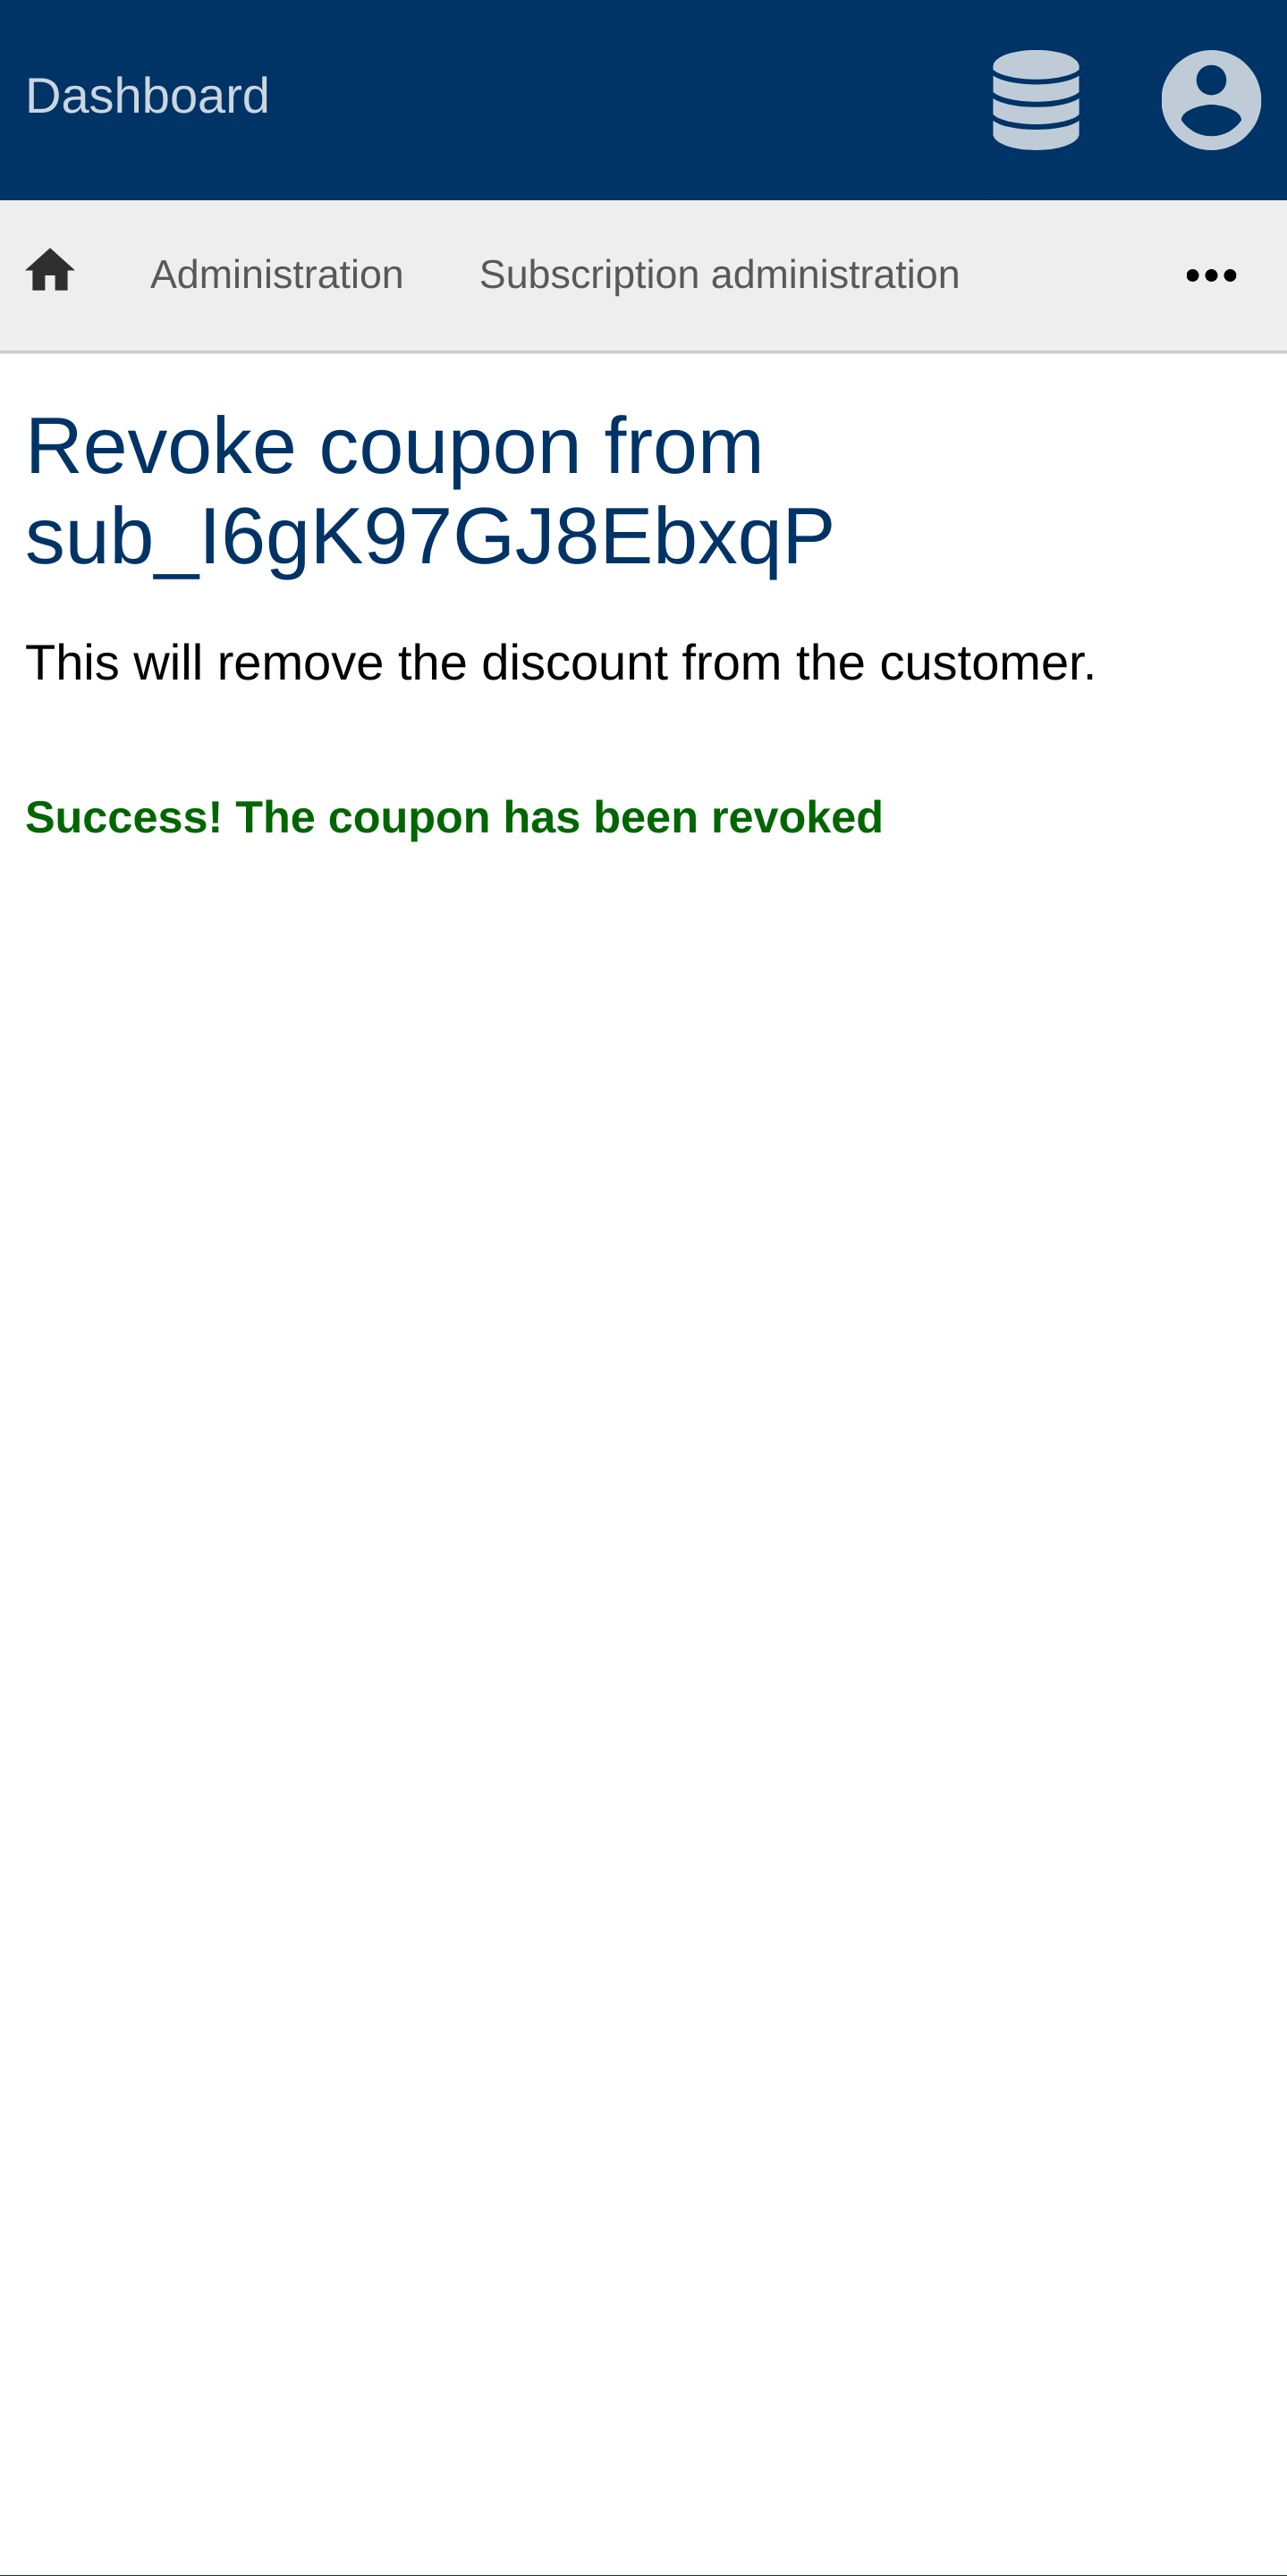 Dashboard
Administration Subscription administration
Revoke coupon from
sub_I6gK97GJ8EbxqP
This will remove the discount from the customer.
Success! The coupon has been revoked